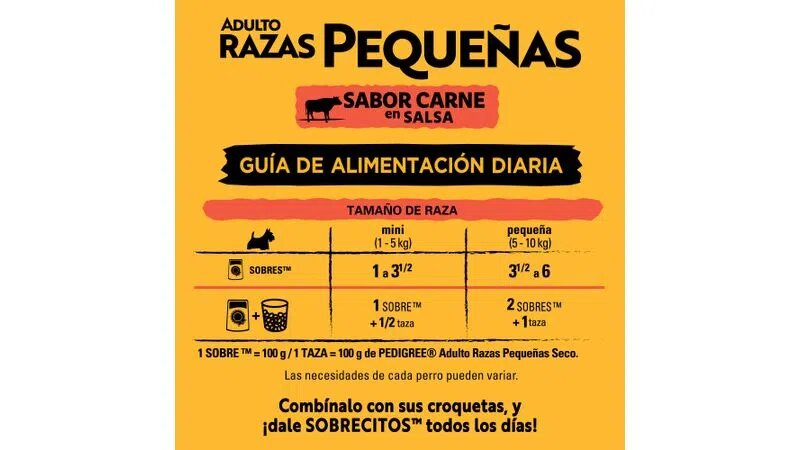 ADULTO
RAZAS PEQUEÑAS
SABOR CARNE
en SALSA
GUÍA DE ALIMENTACIÓN DIARIA
TAMAÑO DE RAZA
mini pequeña
(1 - 5 kg) (5 - 10 kg)
SOBRES™ 1 a 3 1/2 3 1/2 a 6
+ 1 SOBRE™ 2 SOBRES™
+ 1/2 taza + 1 taza
1 SOBRE ™ = 100 g / 1 TAZA = 100 g de PEDIGREE® Adulto Razas Pequeñas Seco.
Las necesidades de cada perro pueden variar.
Combínalo con sus croquetas, y
¡dale SOBRECITOS™ todos los días!